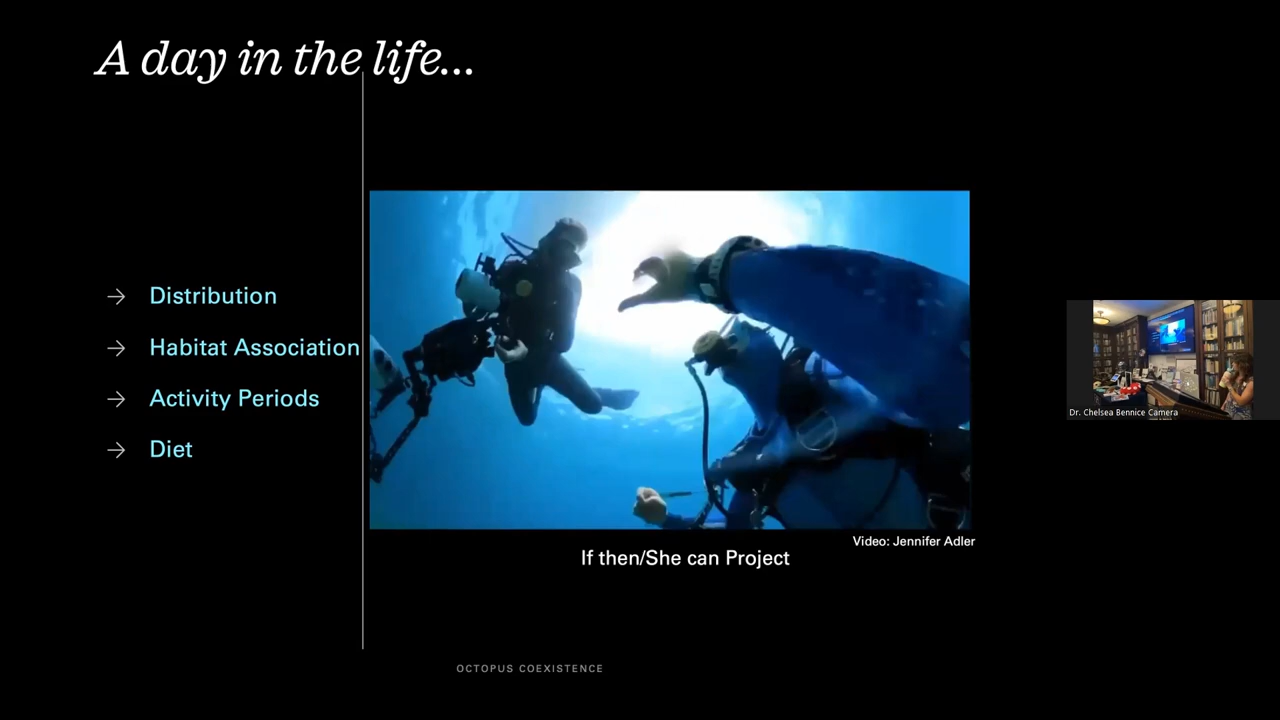 A day in the life...
→ Distribution
→ Habitat Association
→ Activity Periods
→ Diet
Video: Jennifer Adler
If then/She can Project
Dr. Chelsea Bennice Camera
OCTOPUS COEXISTENCE